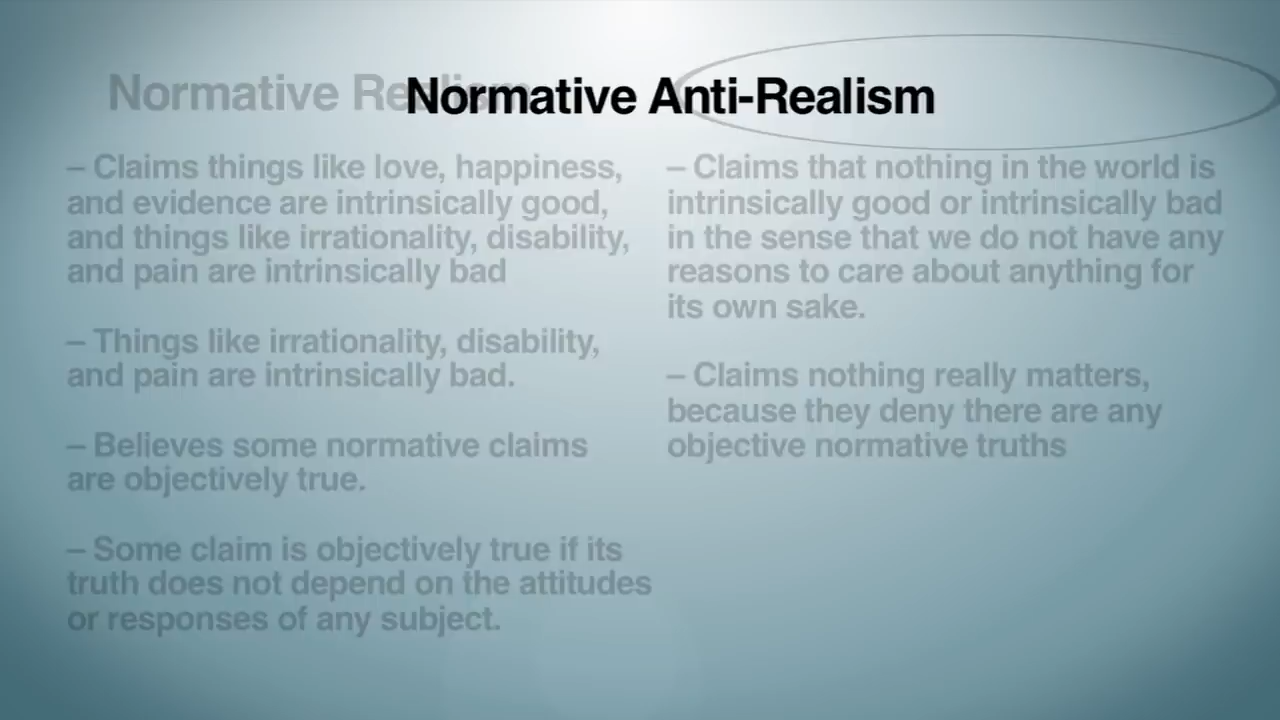 Normative Realism
Normative Anti-Realism
– Claims things like love, happiness,
and evidence are intrinsically good,
and things like irrationality, disability,
and pain are intrinsically bad
– Things like irrationality, disability,
and pain are intrinsically bad.
– Believes some normative claims
are objectively true.
– Some claim is objectively true if its
truth does not depend on the attitudes
or responses of any subject.
– Claims that nothing in the world is
intrinsically good or intrinsically bad
in the sense that we do not have any
reasons to care about anything for
its own sake.
– Claims nothing really matters,
because they deny there are any
objective normative truths